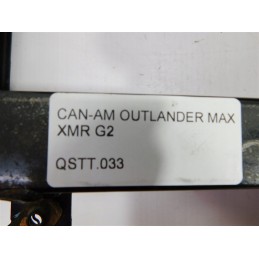 CAN-AM OUTLANDER MAX
XMR G2
QSTT.033